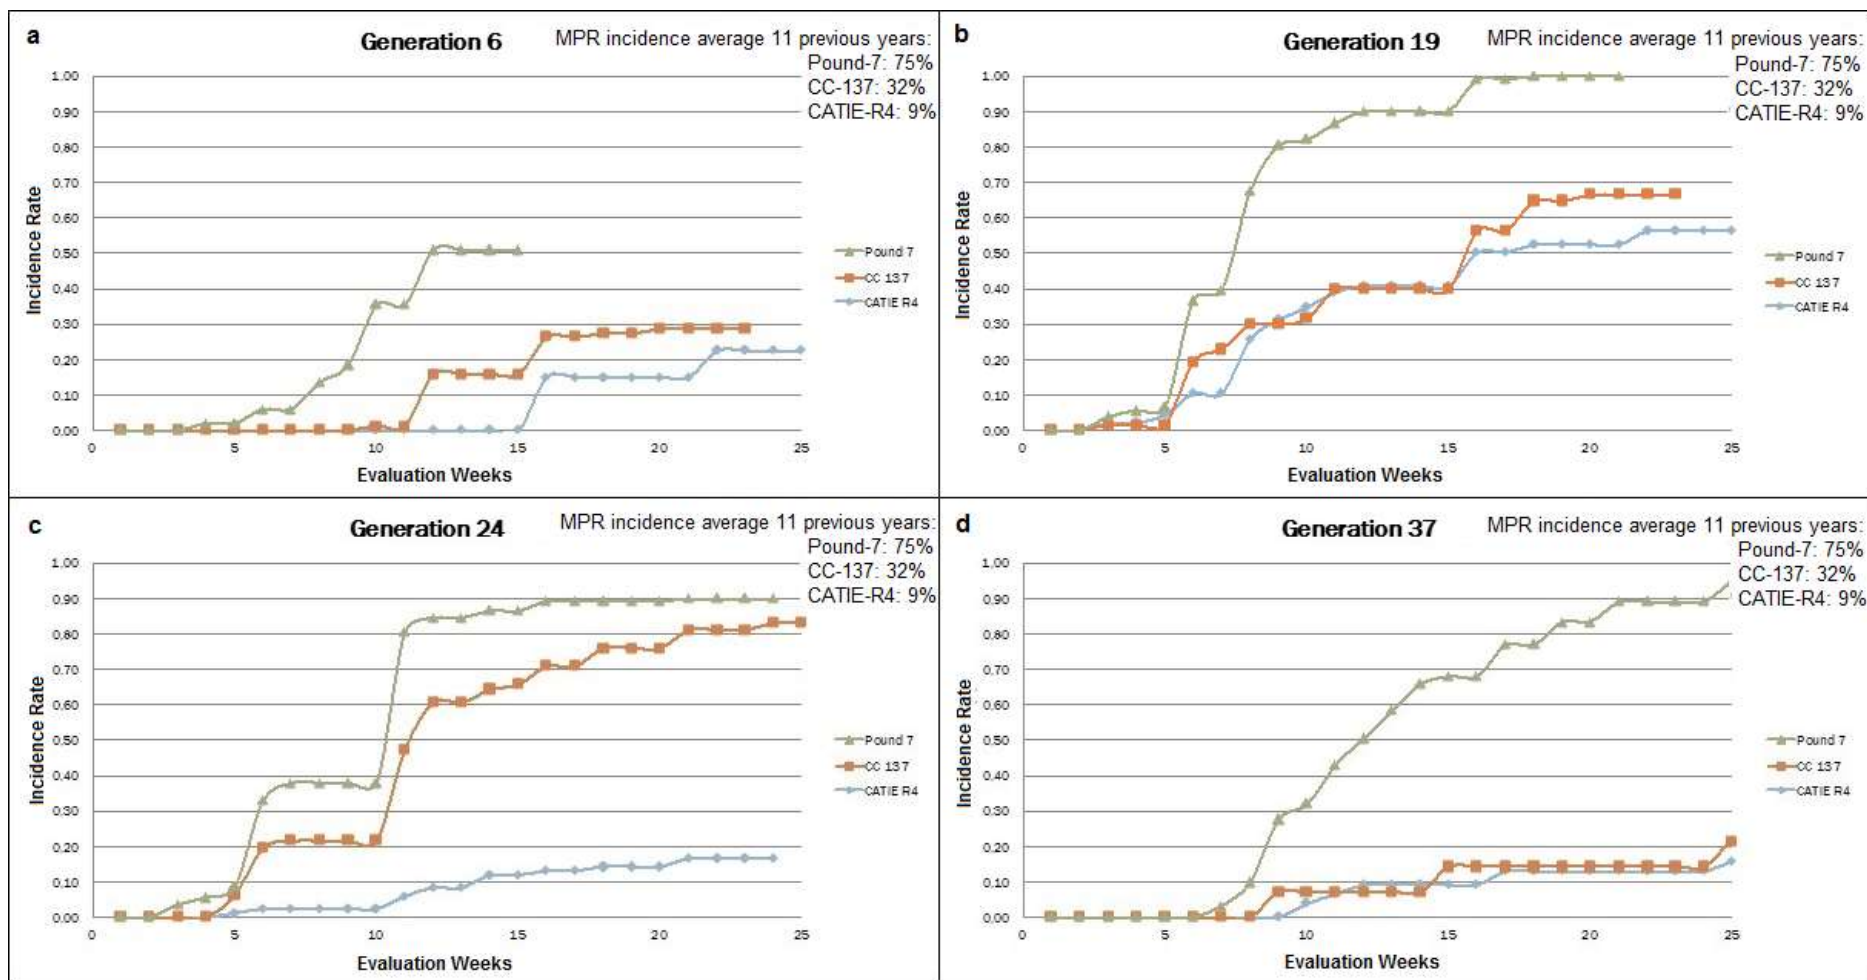 a
Generation 6
MPR incidence average 11 previous years:
Pound-7: 75%
CC-137: 32%
CATIE-R4: 9%
1.00
0.90
0.80
0.70
0.60
0.50
0.40
0.30
0.20
0.10
0.00
Incidence Rate
0 5 10 15 20 25
Evaluation Weeks
Pound 7
CC 137
CATIE R4
b
Generation 19
MPR incidence average 11 previous years:
Pound-7: 75%
CC-137: 32%
CATIE-R4: 9%
1.00
0.90
0.80
0.70
0.60
0.50
0.40
0.30
0.20
0.10
0.00
Incidence Rate
0 5 10 15 20 25
Evaluation Weeks
Pound 7
CC 137
CATIE R4
c
Generation 24
MPR incidence average 11 previous years:
Pound-7: 75%
CC-137: 32%
CATIE-R4: 9%
1.00
0.90
0.80
0.70
0.60
0.50
0.40
0.30
0.20
0.10
0.00
Incidence Rate
0 5 10 15 20 25
Evaluation Weeks
Pound 7
CC 137
CATIE R4
d
Generation 37
MPR incidence average 11 previous years:
Pound-7: 75%
CC-137: 32%
CATIE-R4: 9%
1.00
0.90
0.80
0.70
0.60
0.50
0.40
0.30
0.20
0.10
0.00
Incidence Rate
0 5 10 15 20 25
Evaluation Weeks
Pound 7
CC 137
CATIE R4